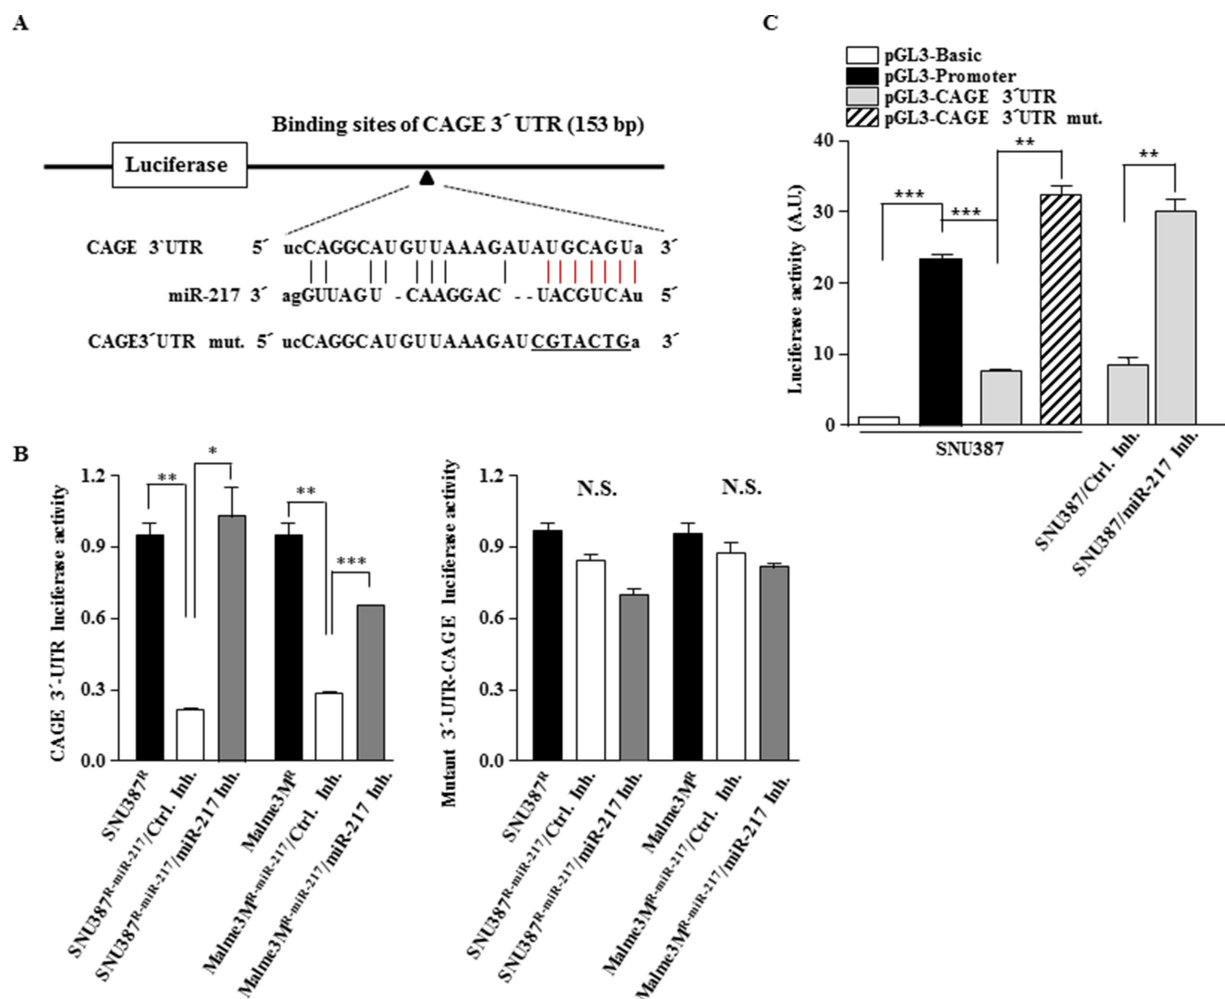 A
Binding sites of CAGE 3´ UTR (153 bp)
Luciferase
CAGE 3`UTR 5´ ucCAGGCAUGUUAAAGAUAUGCAGUa 3´
miR-217 3´ agGUUAGU -CAAGGAC --UACGUCAu 5´
CAGE3´UTR mut. 5´ ucCAGGCAUGUUAAAGAUCGTACTGa 3´
B
CAGE 3´-UTR luciferase activity
1.2
0.9
0.6
0.3
0.0
**
*
**
***
SNU387R
SNU387R-miR-217/Ctrl. Inh.
SNU387R-miR-217/miR-217 Inh.
Malme3MR
Malme3MR-miR-217/Ctrl. Inh.
Malme3MR-miR-217/miR-217 Inh.
Mutant 3´-UTR-CAGE luciferase activity
1.2
0.9
0.6
0.3
0.0
N.S.
N.S.
SNU387R
SNU387R-miR-217/Ctrl. Inh.
SNU387R-miR-217/miR-217 Inh.
Malme3MR
Malme3MR-miR-217/Ctrl. Inh.
Malme3MR-miR-217/miR-217 Inh.
C
pGL3-Basic
pGL3-Promoter
pGL3-CAGE 3´UTR
pGL3-CAGE 3´UTR mut.
Luciferase activity (A.U.)
40
30
20
10
0
***
***
**
**
SNU387
SNU387/Ctrl. Inh.
SNU387/miR-217 Inh.